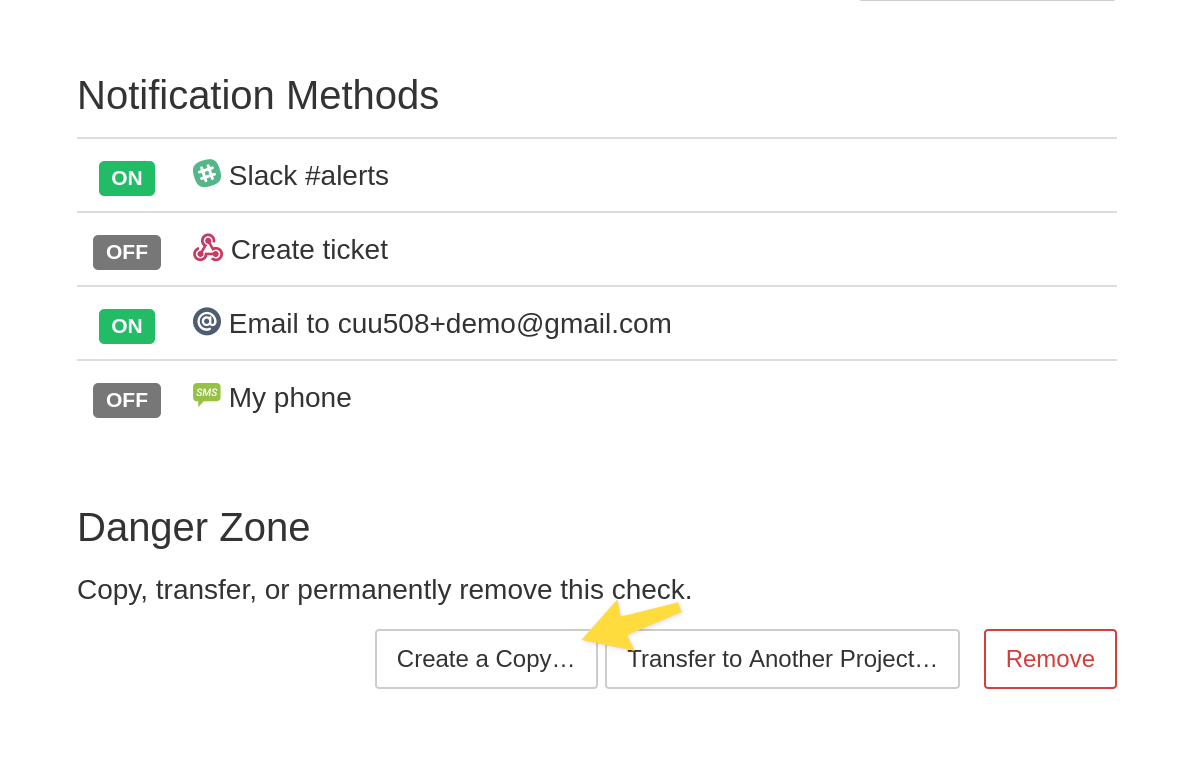 Notification Methods
ON Slack #alerts
OFF Create ticket
ON Email to cuu508+demo@gmail.com
OFF SMS My phone
Danger Zone
Copy, transfer, or permanently remove this check.
Create a Copy… Transfer to Another Project… Remove